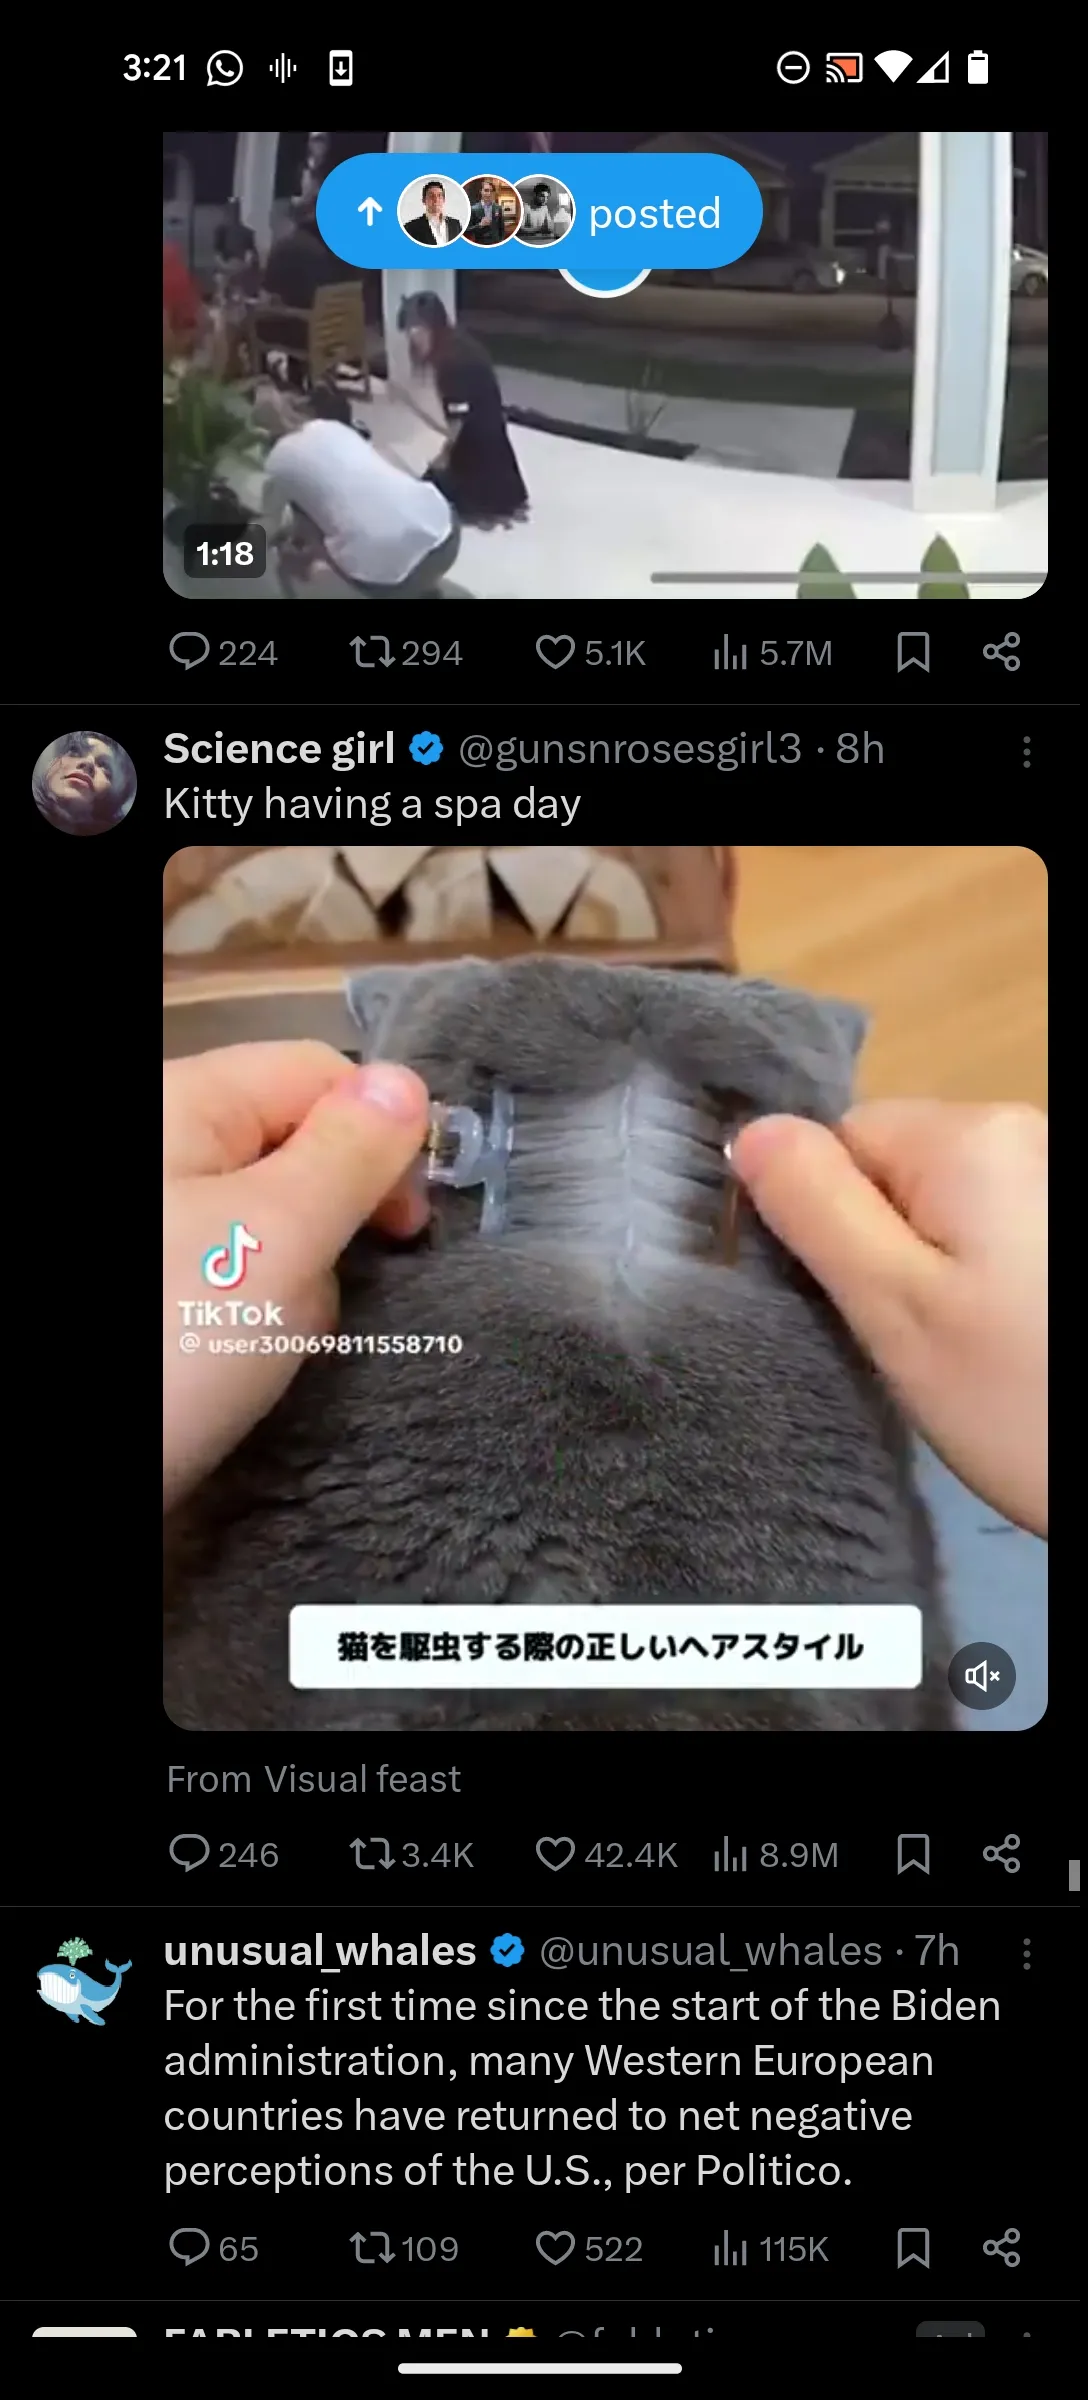 3:21
posted
1:18
224 294 5.1K 5.7M
Science girl @gunsnrosesgirl3 · 8h
Kitty having a spa day
TikTok
@ user30069811558710
猫を駆虫する際の正しいヘアスタイル
From Visual feast
246 3.4K 42.4K 8.9M
unusual_whales @unusual_whales · 7h
For the first time since the start of the Biden
administration, many Western European
countries have returned to net negative
perceptions of the U.S., per Politico.
65 109 522 115K
FABLETICS MEN